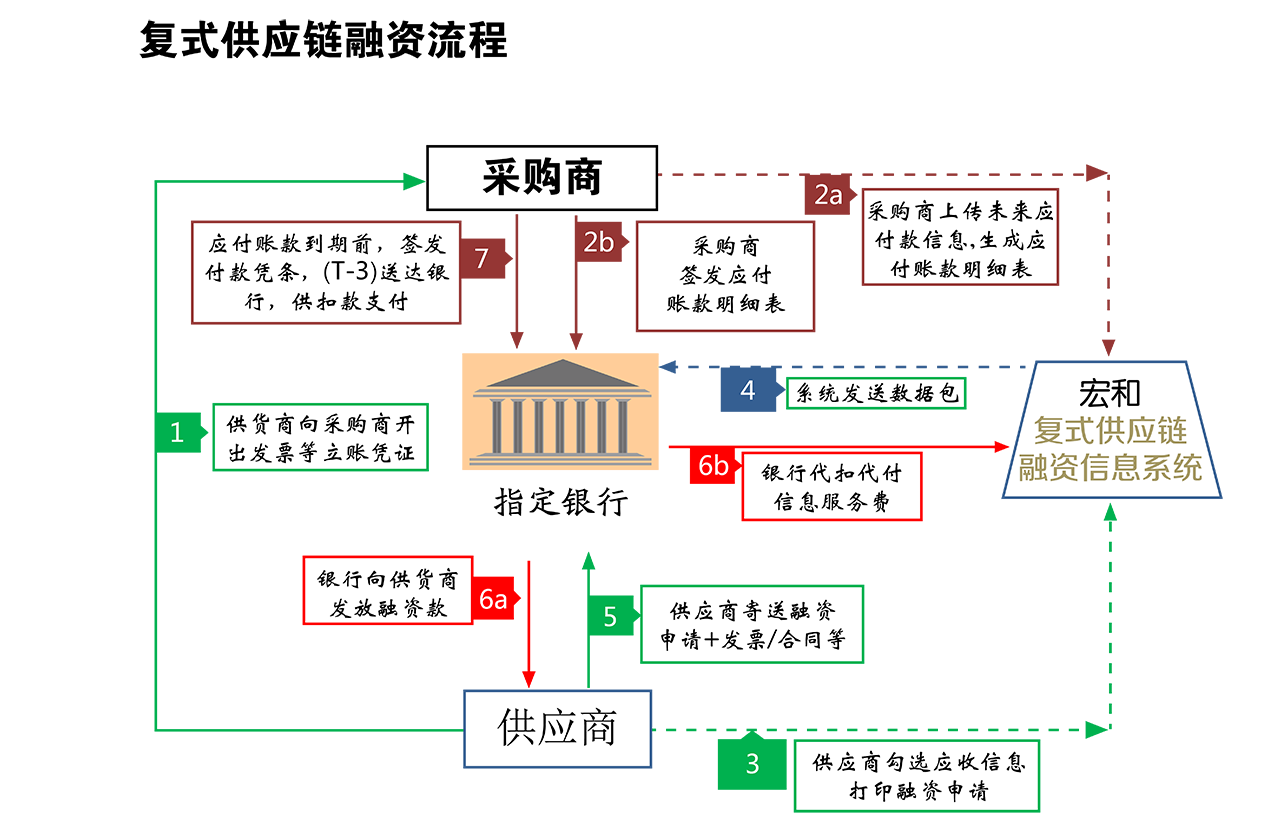 复式供应链融资流程
采购商
2a
采购商上传未来应
付款信息,生成应
付账款明细表
应付账款到期前，签发
付款凭条，(T-3)送达银
行，供扣款支付
7
2b
采购商
签发应付
账款明细表
4
系统发送数据包
宏和
复式供应链
融资信息系统
1
供货商向采购商开
出发票等立账凭证
6b
银行代扣代付
信息服务费
指定银行
银行向供货商
发放融资款
6a
5
供应商寄送融资
申请+发票/合同等
供应商
3
供应商勾选应收信息
打印融资申请